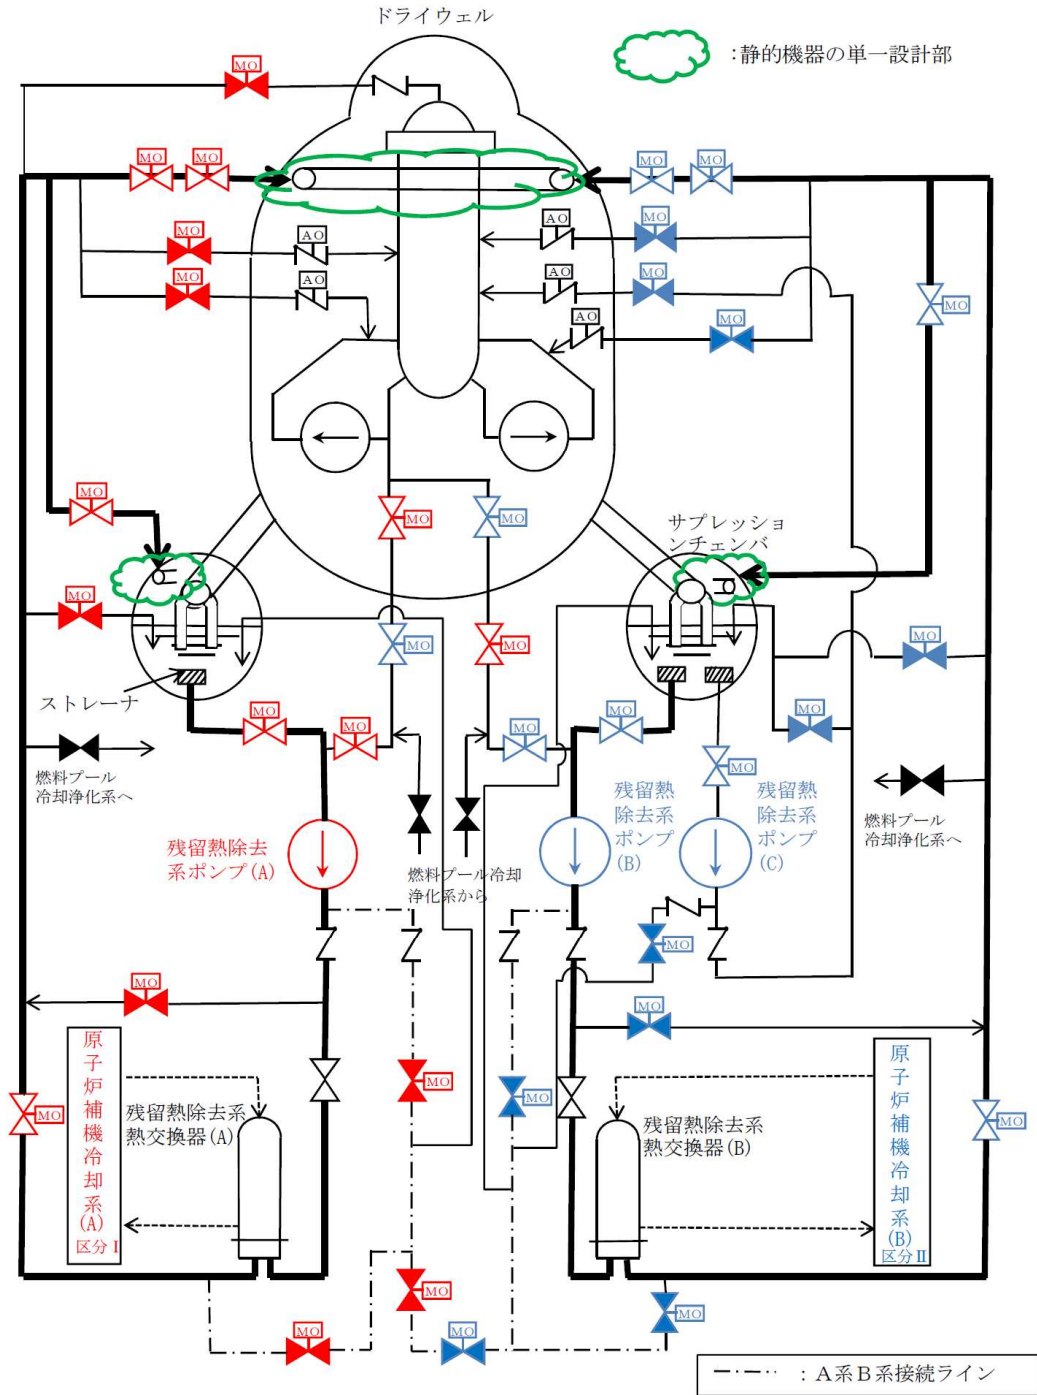 ドライウェル
:静的機器の単一設計部
MO
MO
MO
MO
MO
MO
AO
AO
MO
MO
AO
AO
MO
MO
AO
MO
MO
MO
MO
MO
サプレッショ
ンチェンバ
MO
MO
MO
MO
ストレーナ
MO
MO
MO
MO
MO
MO
燃料プール
冷却浄化系へ
残留熱除去
系ポンプ(A)
燃料プール冷却
浄化系から
残留熱
除去系
ポンプ
(B)
残留熱
除去系
ポンプ
(C)
燃料プール
冷却浄化系へ
MO
MO
MO
MO
MO
MO
MO
原子炉補機冷却系(A)
区分Ⅰ
残留熱除去系
熱交換器(A)
残留熱除去系
熱交換器(B)
原子炉補機冷却系(B)
区分Ⅱ
MO
MO
MO
MO
MO
: A系B系接続ライン